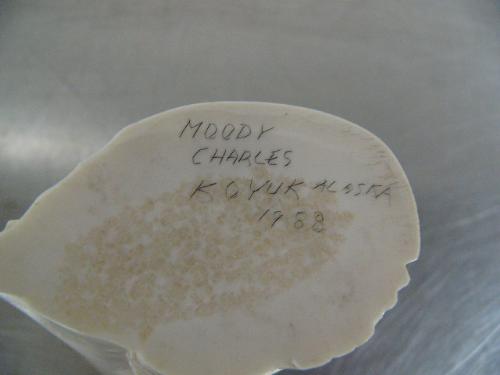 MOODY
CHARLES
KOYUK ALASKA
1988